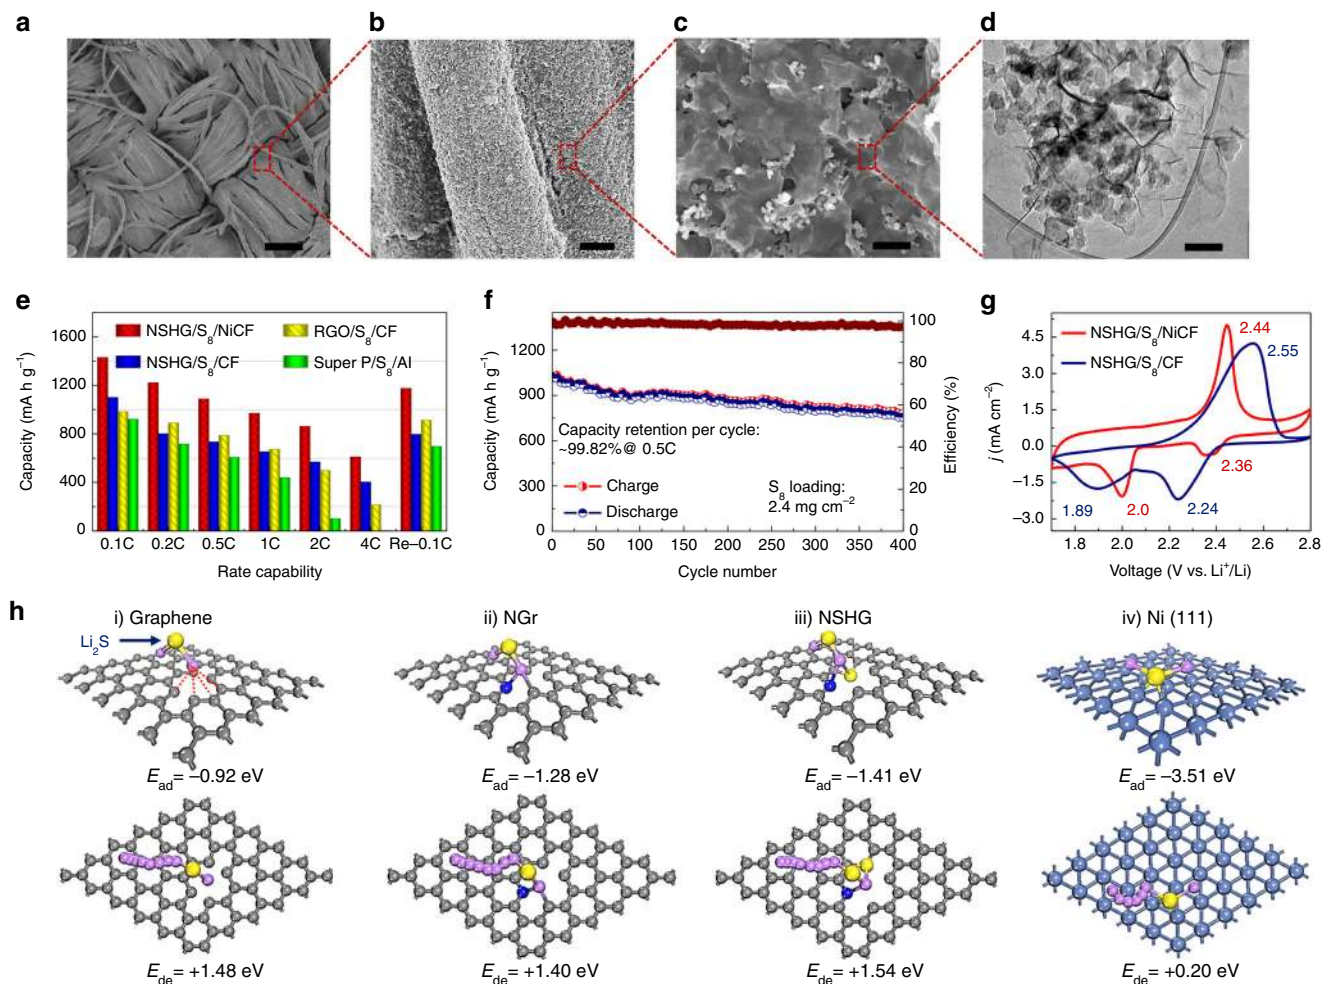 a
b
c
d
e
1600
1200
800
400
0
Capacity (mA h g⁻¹)
NSHG/S₈/NiCF
NSHG/S₈/CF
RGO/S₈/CF
Super P/S₈/Al
0.1C 0.2C 0.5C 1C 2C 4C Re–0.1C
Rate capability
f
1200
900
600
300
0
Capacity (mA h g⁻¹)
Capacity retention per cycle:
~99.82%@ 0.5C
Charge
Discharge
S₈ loading:
2.4 mg cm⁻²
100
80
60
40
20
0
Efficiency (%)
0 50 100 150 200 250 300 350 400
Cycle number
g
4.5
3.0
1.5
0.0
–1.5
–3.0
j (mA cm⁻²)
NSHG/S₈/NiCF
NSHG/S₈/CF
2.44
2.55
2.36
1.89
2.0
2.24
1.8 2.0 2.2 2.4 2.6 2.8
Voltage (V vs. Li⁺/Li)
h
i) Graphene
ii) NGr
iii) NSHG
iv) Ni (111)
Li₂S
E_ad= –0.92 eV
E_ad= –1.28 eV
E_ad= –1.41 eV
E_ad= –3.51 eV
E_de= +1.48 eV
E_de= +1.40 eV
E_de= +1.54 eV
E_de= +0.20 eV